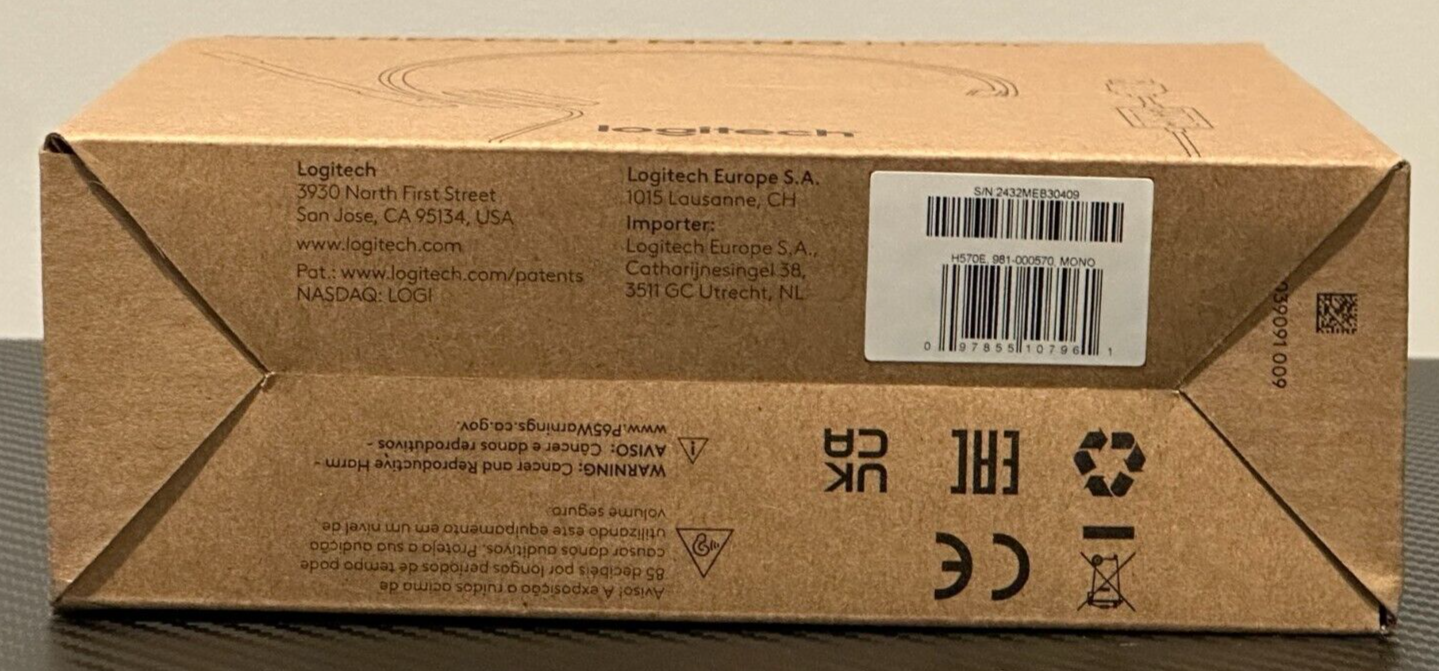 logitech
Logitech
3930 North First Street
San Jose, CA 95134, USA
www.logitech.com
Pat.: www.logitech.com/patents
NASDAQ: LOGI
Logitech Europe S.A.
1015 Lausanne, CH
Importer:
Logitech Europe S.A.,
Catharijnesingel 38,
3511 GC Utrecht, NL
S/N 2432MEB30409
H570E, 981-000570, MONO
0 97855 10796 1
039091 009
WARNING: Cancer and Reproductive Harm -
AVISO: Câncer e danos reprodutivos -
www.P65Warnings.ca.gov.
Aviso! A exposição a ruídos acima de
85 decibéis por longos períodos de tempo pode
causar danos auditivos. Proteja a sua audição
utilizando este equipamento em um nível de
volume seguro.
UK
CA
EAC
CE